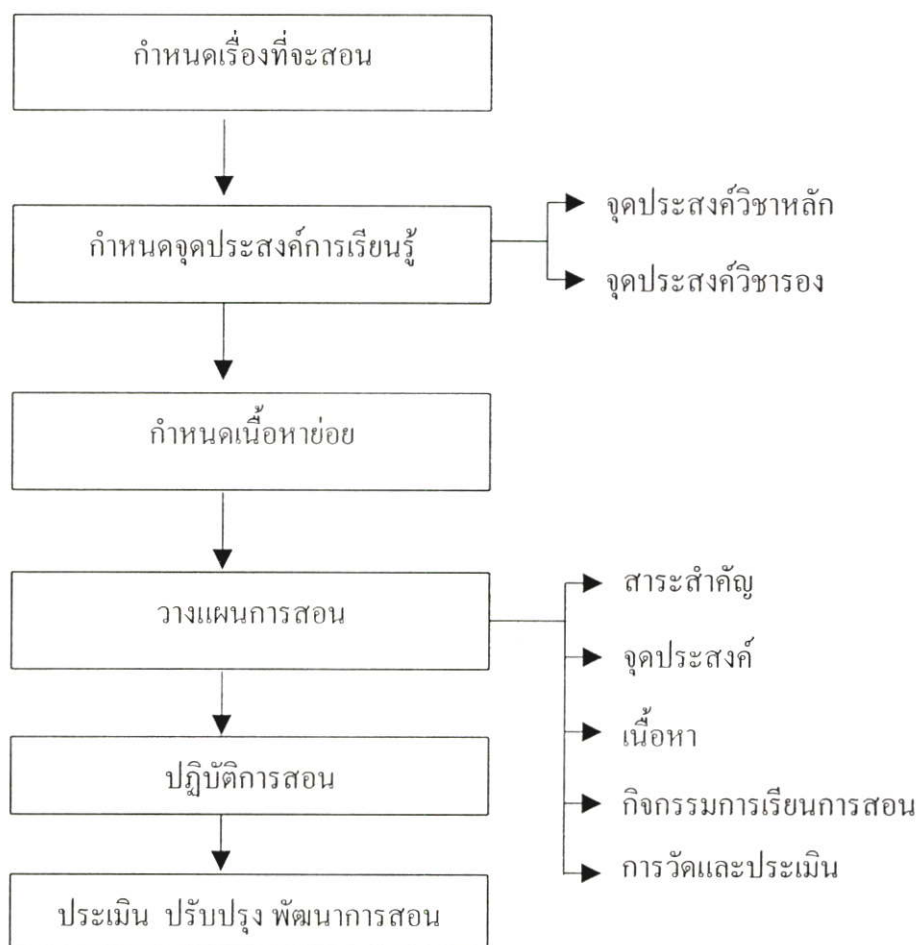 กำหนดเรื่องที่จะสอน
กำหนดจุดประสงค์การเรียนรู้
จุดประสงค์วิชาหลัก
จุดประสงค์วิชารอง
กำหนดเนื้อหาย่อย
วางแผนการสอน
สาระสำคัญ
จุดประสงค์
เนื้อหา
กิจกรรมการเรียนการสอน
การวัดและประเมิน
ปฏิบัติการสอน
ประเมิน ปรับปรุง พัฒนาการสอน